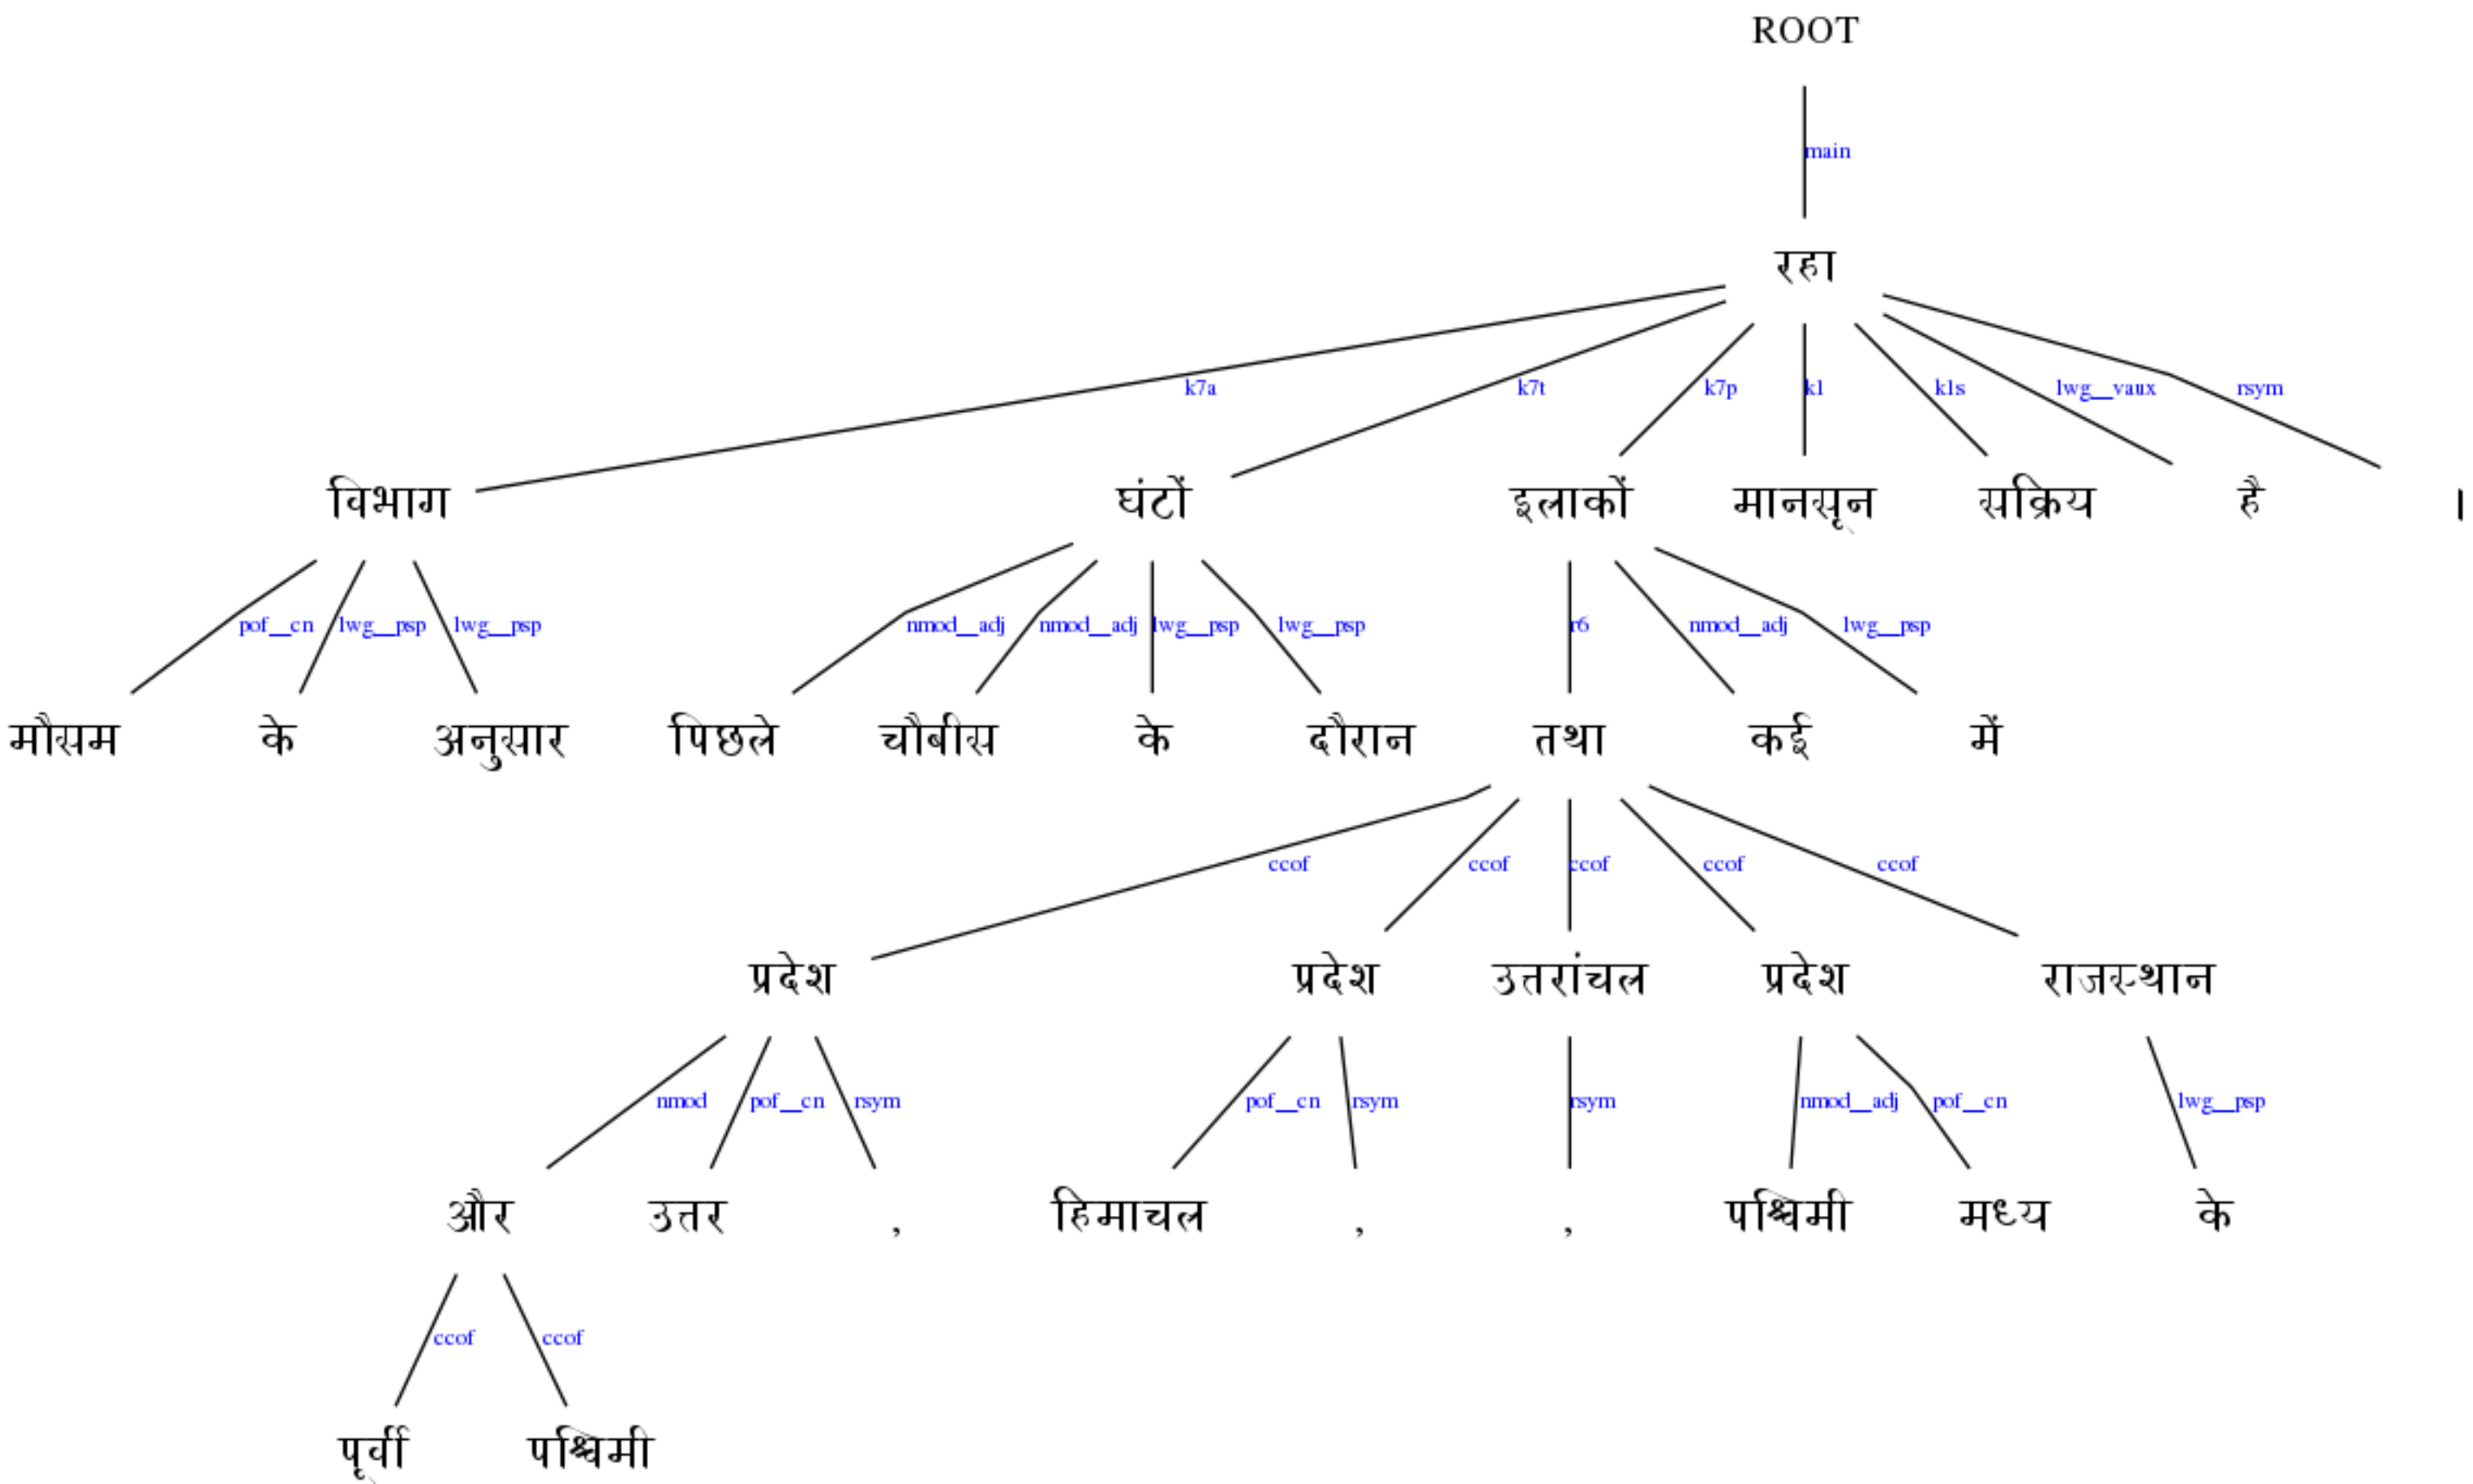 ROOT
main
रहा
k7a k7t k7p k1 k1s lwg__vaux rsym
विभाग घंटों इलाकों मानसून सक्रिय है ।
pof__cn lwg__psp lwg__psp nmod__adj nmod__adj lwg__psp lwg__psp r6 nmod__adj lwg__psp
मौसम के अनुसार पिछले चौबीस के दौरान तथा कई में
ccof ccof ccof ccof ccof
प्रदेश प्रदेश उत्तरांचल प्रदेश राजस्थान
nmod pof__cn rsym pof__cn rsym rsym nmod__adj pof__cn lwg__psp
और उत्तर , हिमाचल , , पश्चिमी मध्य के
ccof ccof
पूर्वी पश्चिमी